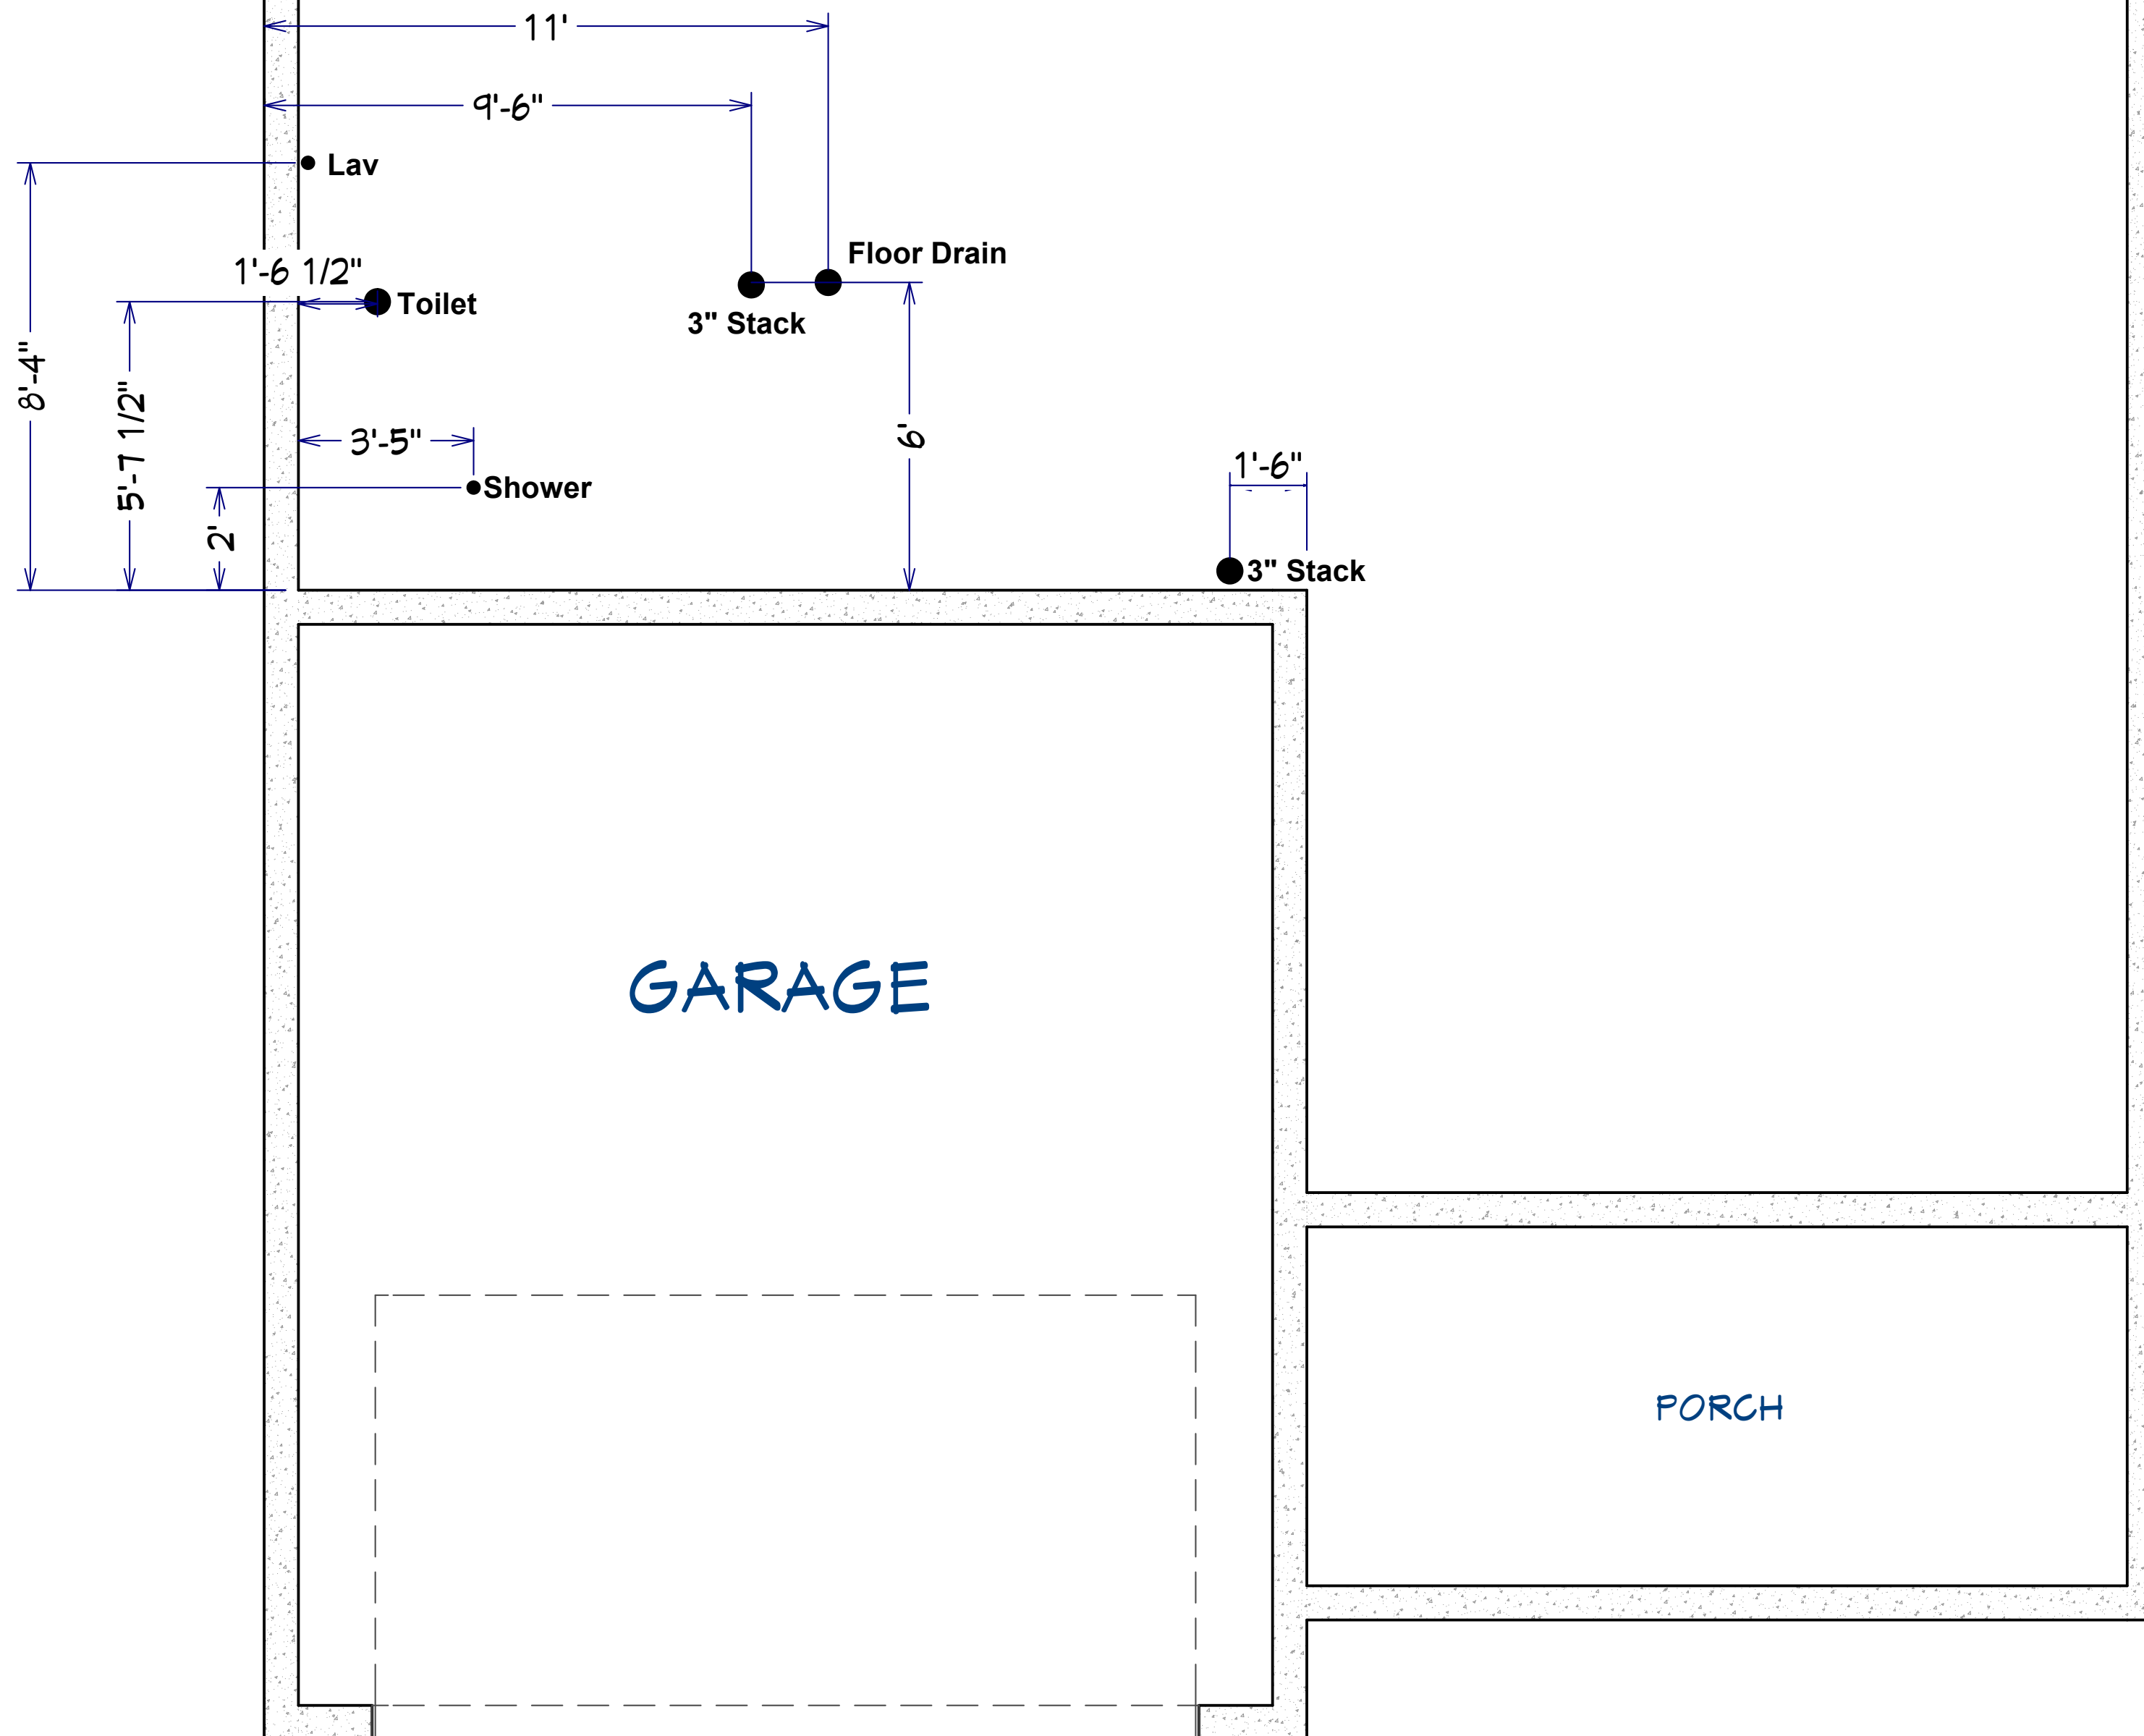 11'
9'-6"
Lav
Floor Drain
1'-6 1/2"
Toilet
3" Stack
8'-4"
5'-7 1/2"
3'-5"
6'
1'-6"
Shower
2'
3" Stack
GARAGE
PORCH